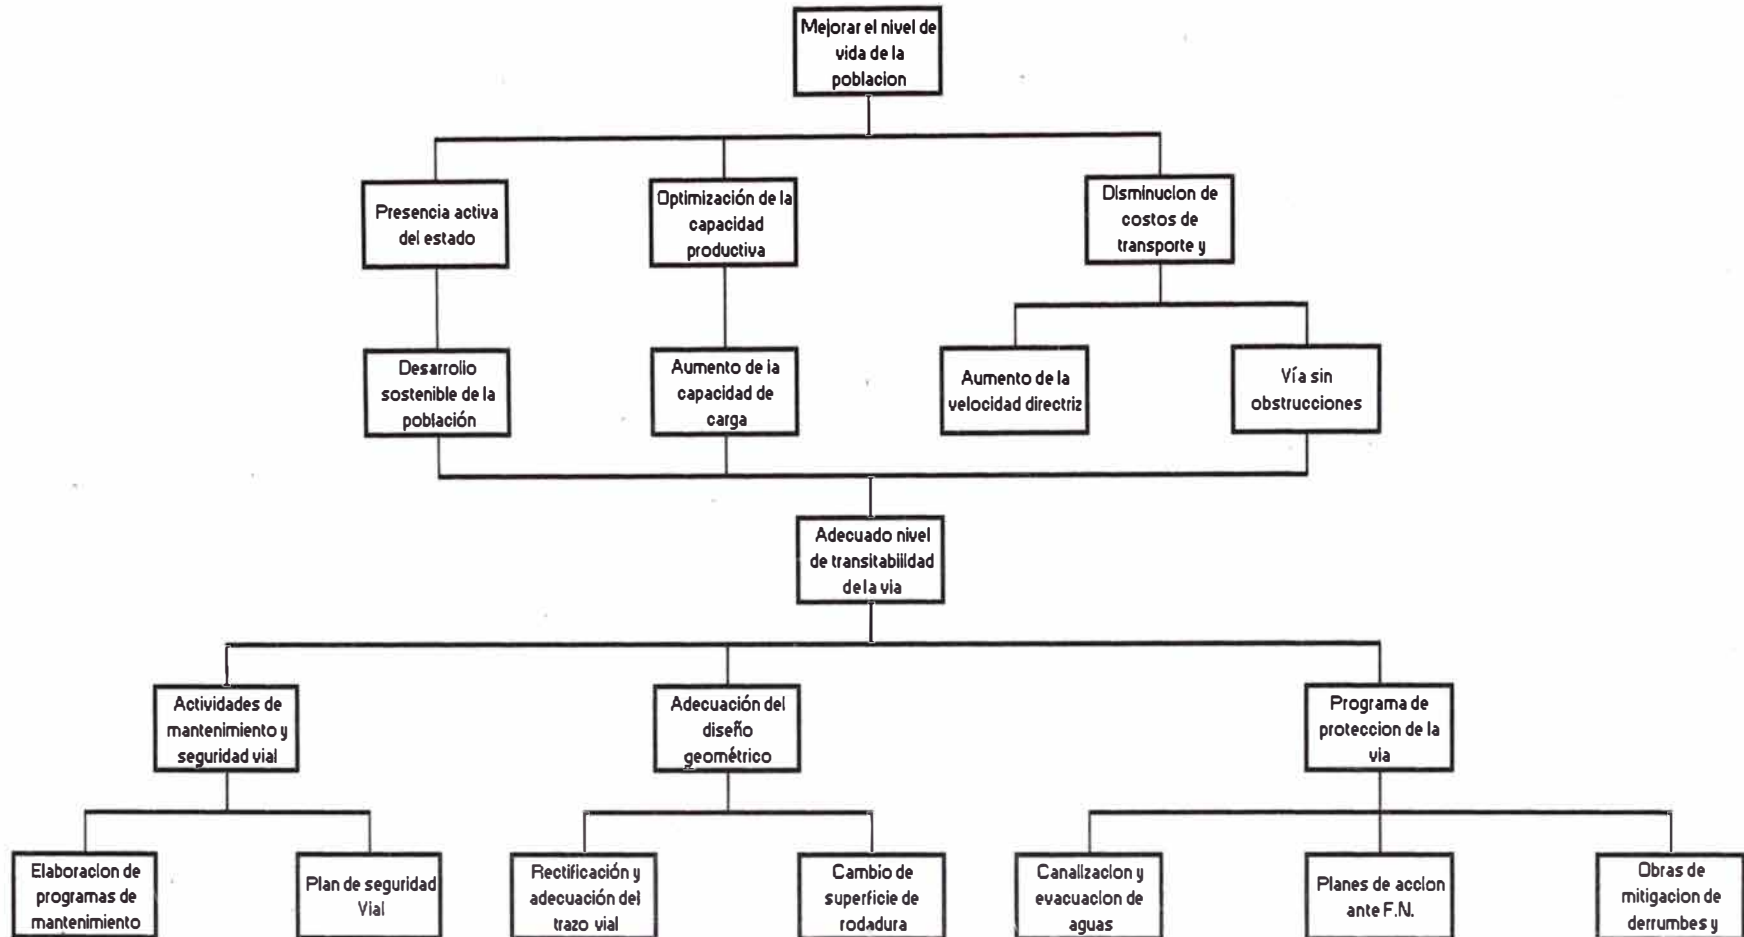 Mejorar el nivel de
vida de la
poblacion
Presencia activa
del estado
Optimización de la
capacidad
productiva
Disminucion de
costos de
transporte y
Desarrollo
sostenible de la
población
Aumento de la
capacidad de
carga
Aumento de la
velocidad directriz
Vía sin
obstrucciones
Adecuado nivel
de transitabilidad
de la via
Actividades de
mantenimiento y
seguridad vial
Adecuación del
diseño
geométrico
Programa de
proteccion de la
via
Elaboracion de
programas de
mantenimiento
Plan de seguridad
Vial
Rectificación y
adecuación del
trazo vial
Cambio de
superficie de
rodadura
Canalizacion y
evacuacion de
aguas
Planes de accion
ante F.N.
Obras de
mitigacion de
derrumbes y